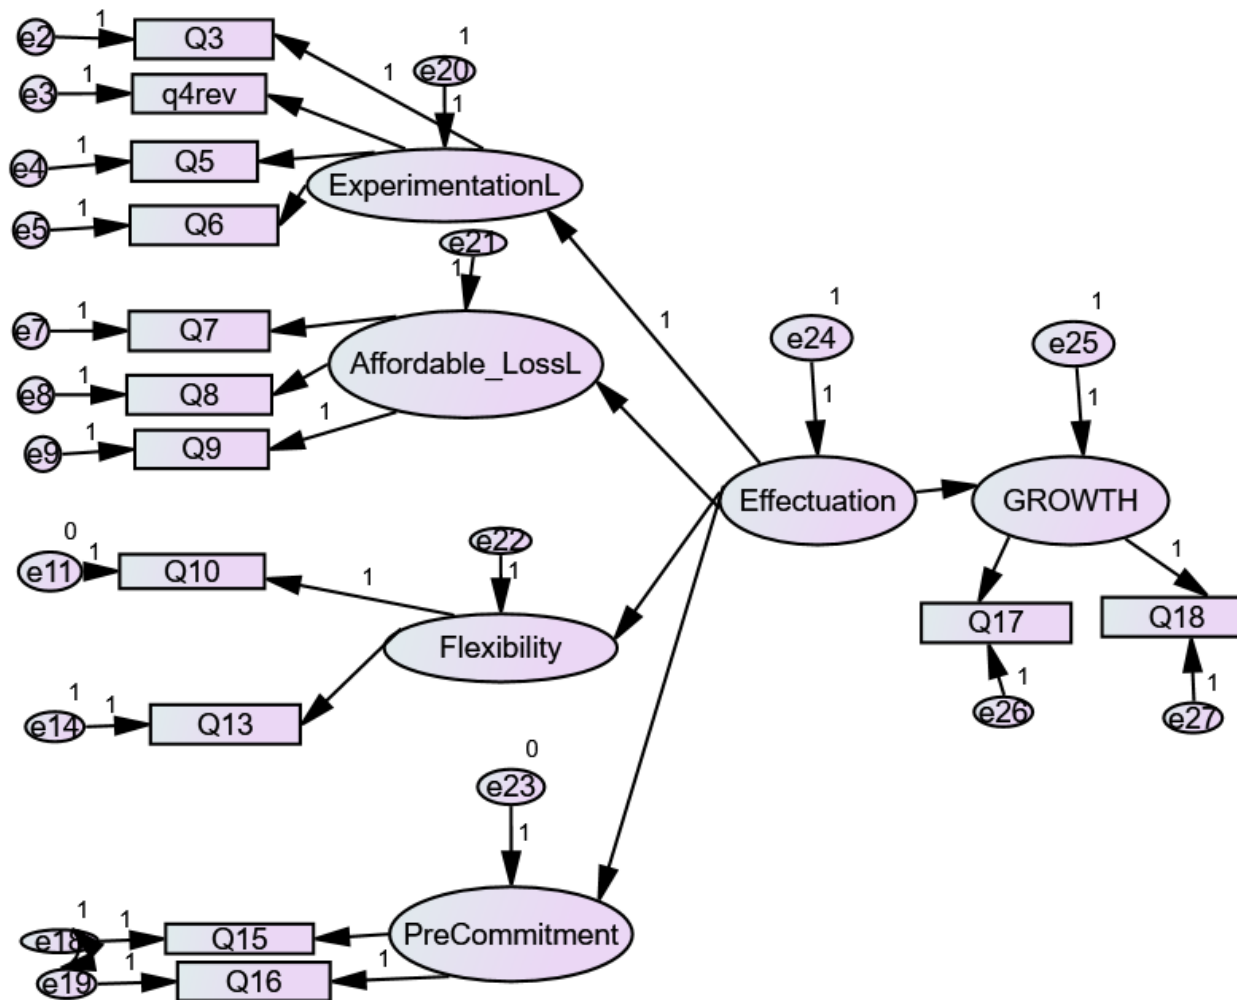 e2
1
Q3
1
e20
1
1
e3
1
q4rev
e4
1
Q5
ExperimentationL
e5
1
Q6
e21
1
e7
1
Q7
1
e24
1
1
e25
1
1
Affordable_LossL
e8
1
Q8
e9
1
Q9
1
Effectuation
GROWTH
0
e11
1
Q10
1
e22
1
1
Q17
Q18
Flexibility
1
e14
1
Q13
e26
1
e27
1
0
e23
1
1
e18
1
Q15
PreCommitment
e19
1
Q16
1